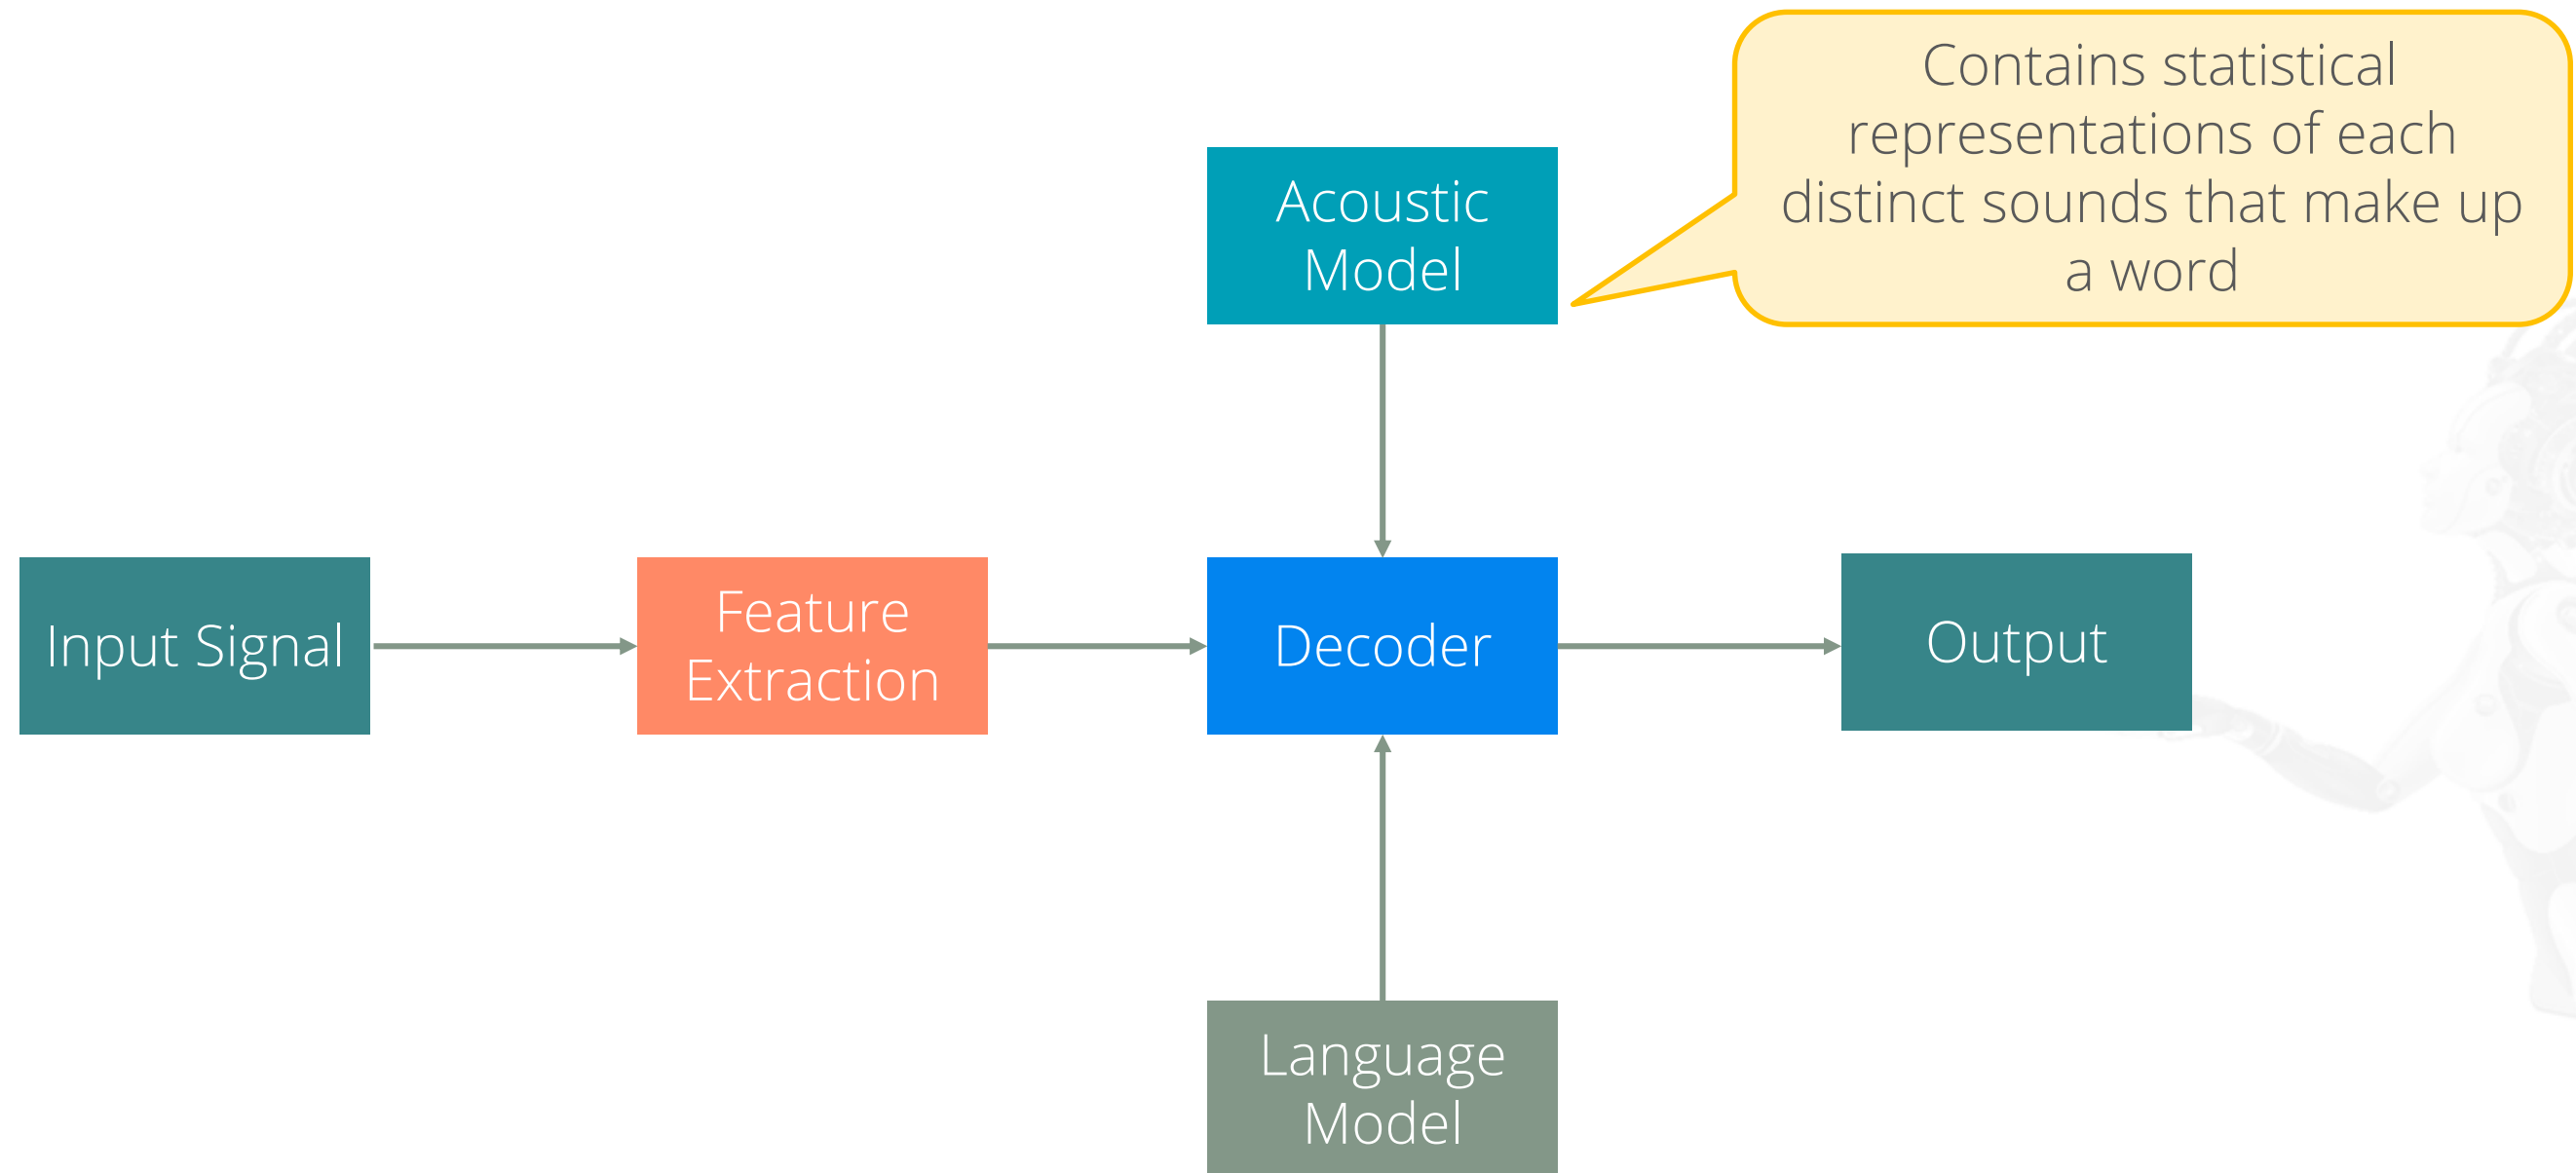 Contains statistical
representations of each
distinct sounds that make up
a word
Acoustic
Model
Input Signal
Feature
Extraction
Decoder
Output
Language
Model